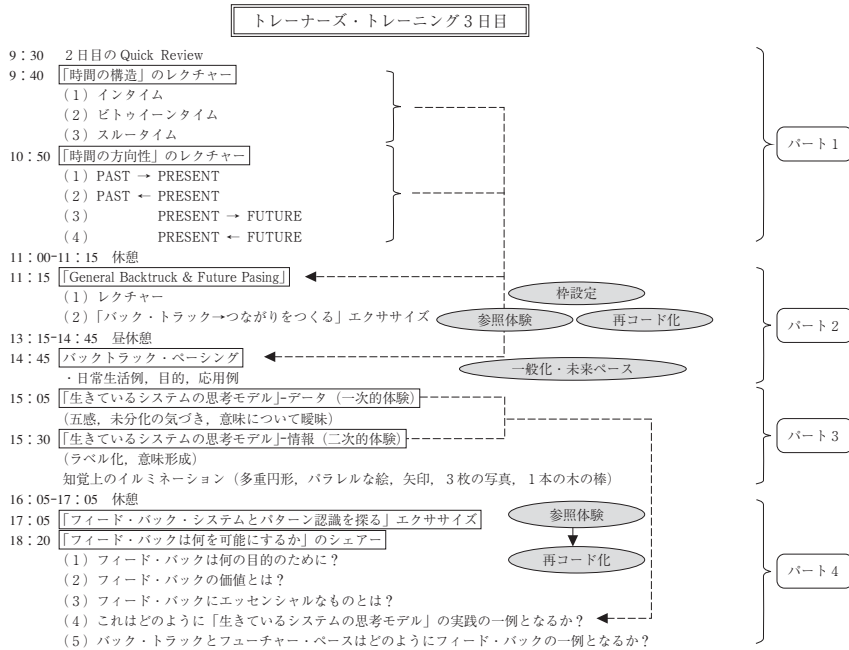 トレーナーズ・トレーニング3日目
9：30 2日目のQuick Review
9：40 「時間の構造」のレクチャー
（1）インタイム
（2）ビトゥイーンタイム
（3）スルータイム
10：50 「時間の方向性」のレクチャー
（1）PAST → PRESENT
（2）PAST ← PRESENT
（3） PRESENT → FUTURE
（4） PRESENT ← FUTURE
パート1
11：00-11：15 休憩
11：15 「General Backtruck & Future Pasing」
枠設定
（1）レクチャー
（2）「バック・トラック→つながりをつくる」エクササイズ
参照体験 再コード化
パート2
13：15-14：45 昼休憩
14：45 バックトラック・ペーシング
一般化・未来ペース
・日常生活例，目的，応用例
15：05 「生きているシステムの思考モデル」-データ（一次的体験）
（五感，未分化の気づき，意味について曖昧）
15：30 「生きているシステムの思考モデル」-情報（二次的体験）
パート3
（ラベル化，意味形成）
知覚上のイルミネーション（多重円形，パラレルな絵，矢印，3枚の写真，1本の木の棒）
16：05-17：05 休憩
17：05 「フィード・バック・システムとパターン認識を探る」エクササイズ
参照体験
18：20 「フィード・バックは何を可能にするか」のシェアー
再コード化
（1）フィード・バックは何の目的のために？
パート4
（2）フィード・バックの価値とは？
（3）フィード・バックにエッセンシャルなものとは？
（4）これはどのように「生きているシステムの思考モデル」の実践の一例となるか？
（5）バック・トラックとフューチャー・ペースはどのようにフィード・バックの一例となるか？